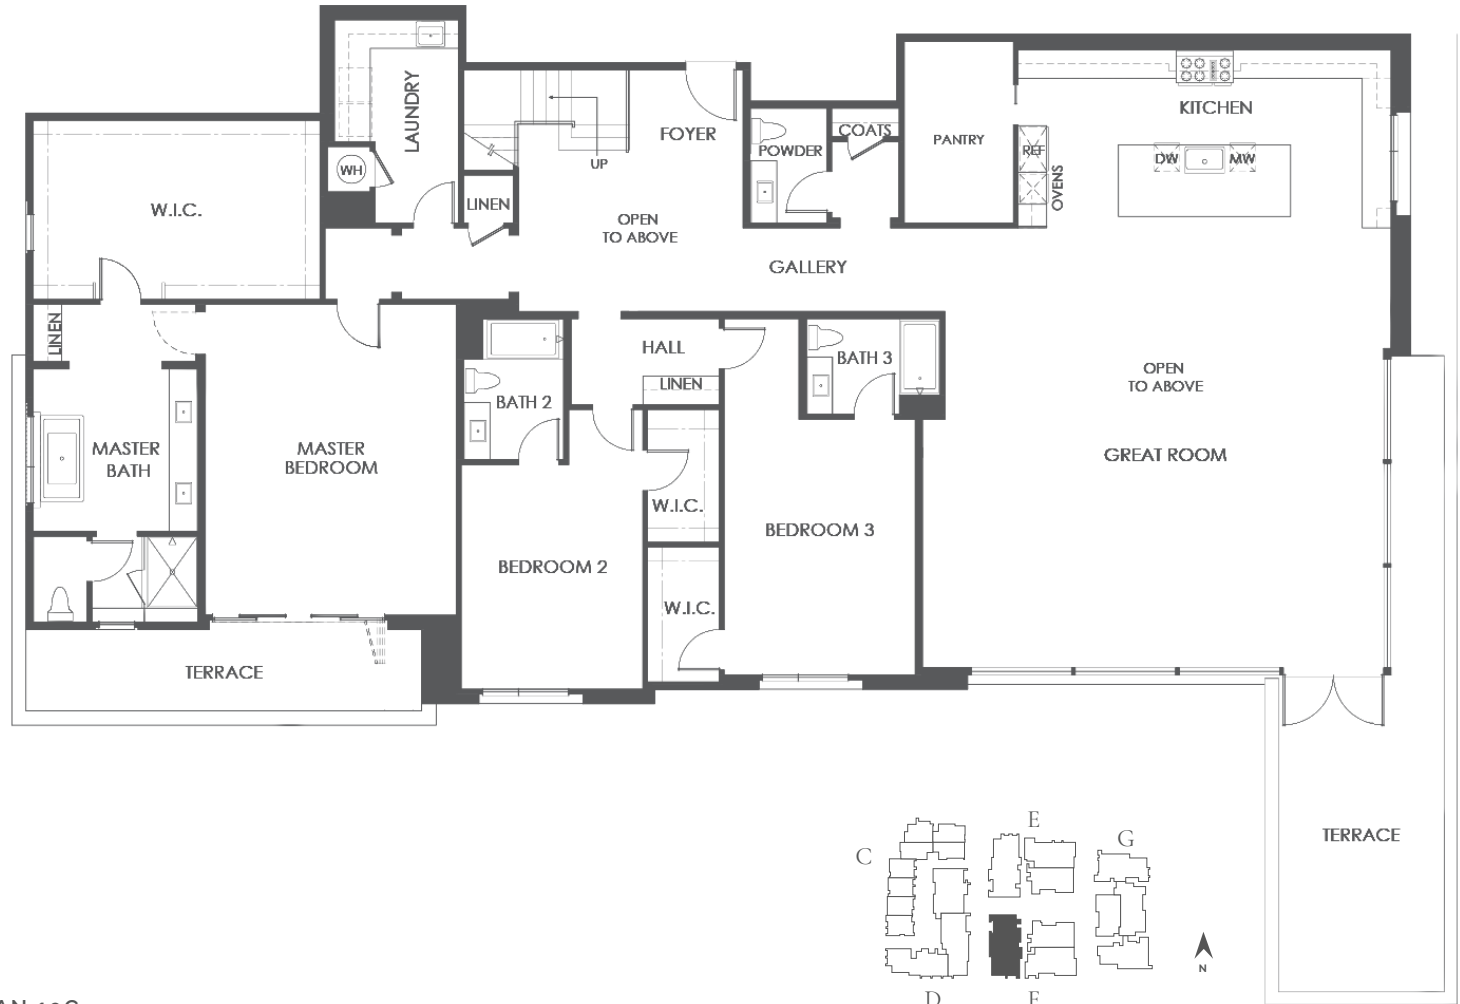 LAUNDRY
WH
LINEN
UP
FOYER
OPEN
TO ABOVE
POWDER
COATS
PANTRY
REF
OVENS
KITCHEN
DW
MW
W.I.C.
GALLERY
LINEN
MASTER
BATH
MASTER
BEDROOM
BATH 2
HALL
LINEN
BATH 3
OPEN
TO ABOVE
GREAT ROOM
W.I.C.
BEDROOM 2
BEDROOM 3
W.I.C.
TERRACE
TERRACE
C
E
G
N
D